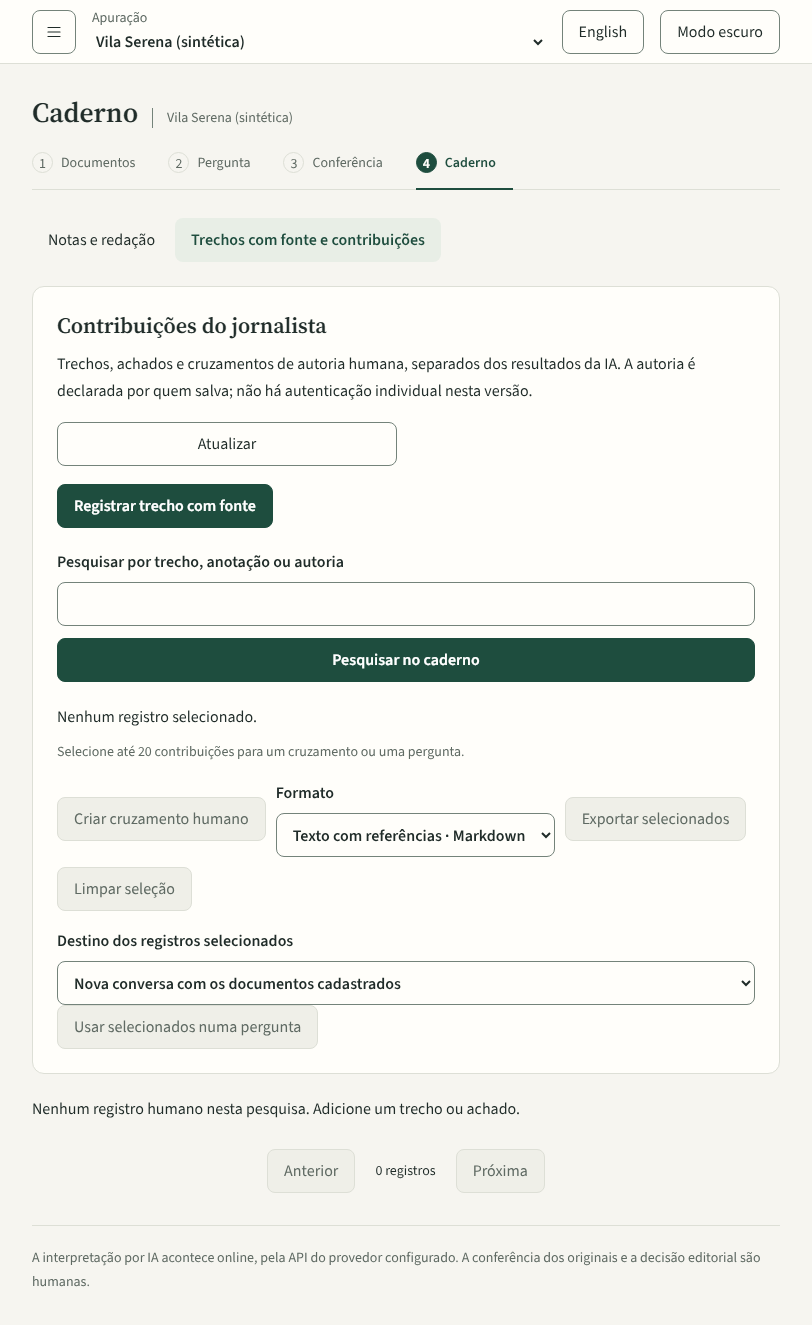 Apuração
Vila Serena (sintética)
English
Modo escuro
Caderno
Vila Serena (sintética)
1 Documentos
2 Pergunta
3 Conferência
4 Caderno
Notas e redação
Trechos com fonte e contribuições
Contribuições do jornalista
Trechos, achados e cruzamentos de autoria humana, separados dos resultados da IA. A autoria é
declarada por quem salva; não há autenticação individual nesta versão.
Atualizar
Registrar trecho com fonte
Pesquisar por trecho, anotação ou autoria
Pesquisar no caderno
Nenhum registro selecionado.
Selecione até 20 contribuições para um cruzamento ou uma pergunta.
Criar cruzamento humano
Formato
Texto com referências · Markdown
Exportar selecionados
Limpar seleção
Destino dos registros selecionados
Nova conversa com os documentos cadastrados
Usar selecionados numa pergunta
Nenhum registro humano nesta pesquisa. Adicione um trecho ou achado.
Anterior
0 registros
Próxima
A interpretação por IA acontece online, pela API do provedor configurado. A conferência dos originais e a decisão editorial são
humanas.